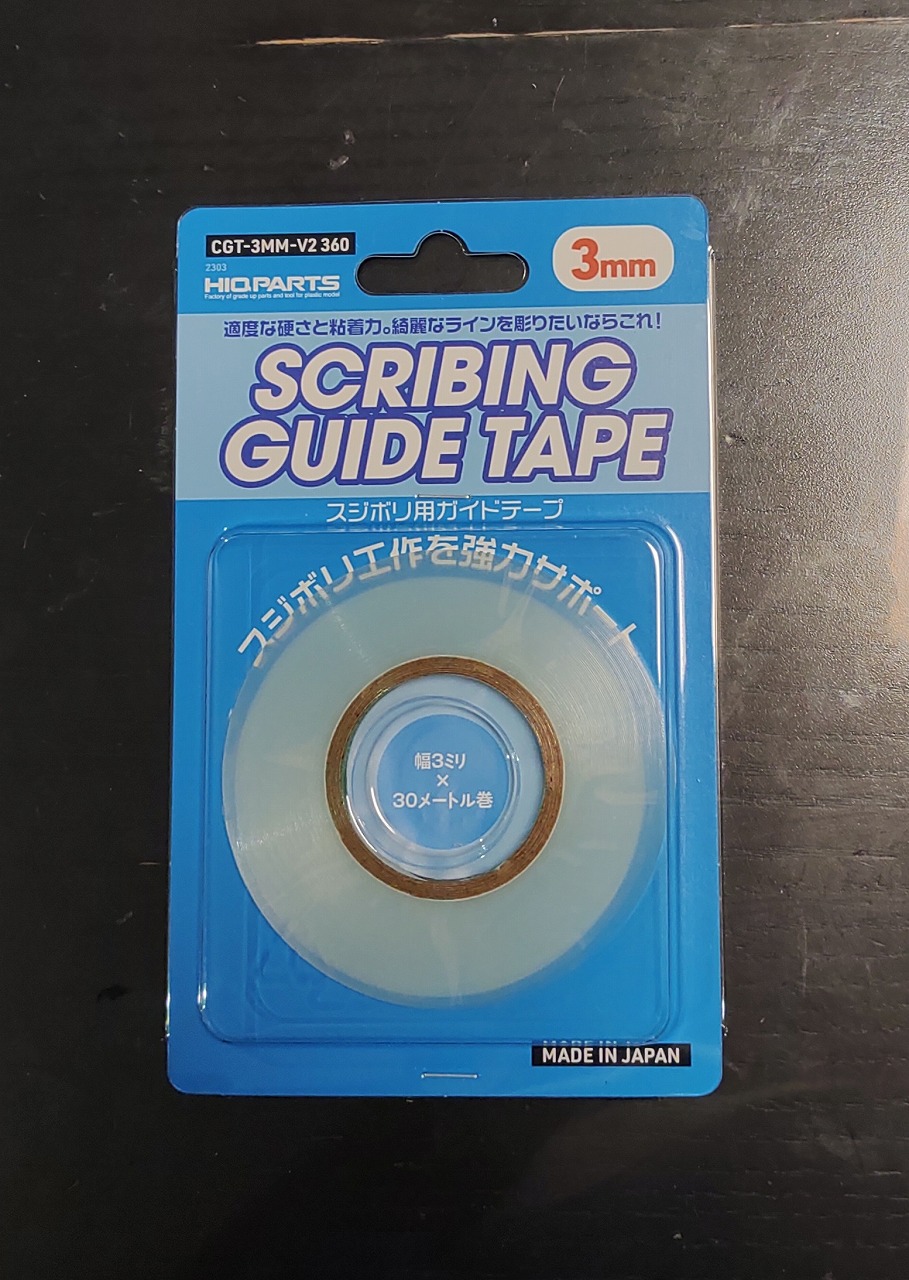 CGT-3MM-V2 360
2303
HIQPARTS
Factory of grade up parts and tool for plastic model
3mm
適度な硬さと粘着力。綺麗なラインを彫りたいならこれ!
SCRIBING
GUIDE TAPE
スジボリ用ガイドテープ
スジボリ工作を強力サポート
幅3ミリ
×
30メートル巻
MADE IN JAPAN